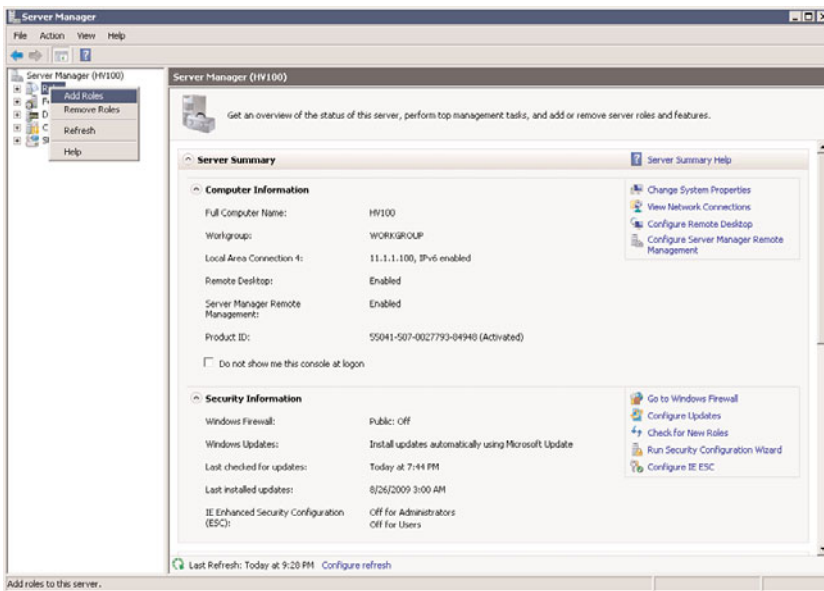 Server Manager
File Action View Help
Server Manager (HV100)
Add Roles
Remove Roles
Refresh
Help
Server Manager (HV100)
Get an overview of the status of this server, perform top management tasks, and add or remove server roles and features.
Server Summary
Server Summary Help
Computer Information
Full Computer Name: HV100
Workgroup: WORKGROUP
Local Area Connection 4: 11.1.1.100, IPv6 enabled
Remote Desktop: Enabled
Server Manager Remote
Management: Enabled
Product ID: 55041-507-0027793-84948 (Activated)
Do not show me this console at logon
Change System Properties
View Network Connections
Configure Remote Desktop
Configure Server Manager Remote
Management
Security Information
Windows Firewall: Public: Off
Windows Updates: Install updates automatically using Microsoft Update
Last checked for updates: Today at 7:44 PM
Last installed updates: 8/26/2009 3:00 AM
IE Enhanced Security Configuration
(ESC): Off for Administrators
Off for Users
Go to Windows Firewall
Configure Updates
Check for New Roles
Run Security Configuration Wizard
Configure IE ESC
Last Refresh: Today at 9:28 PM Configure refresh
Add roles to this server.